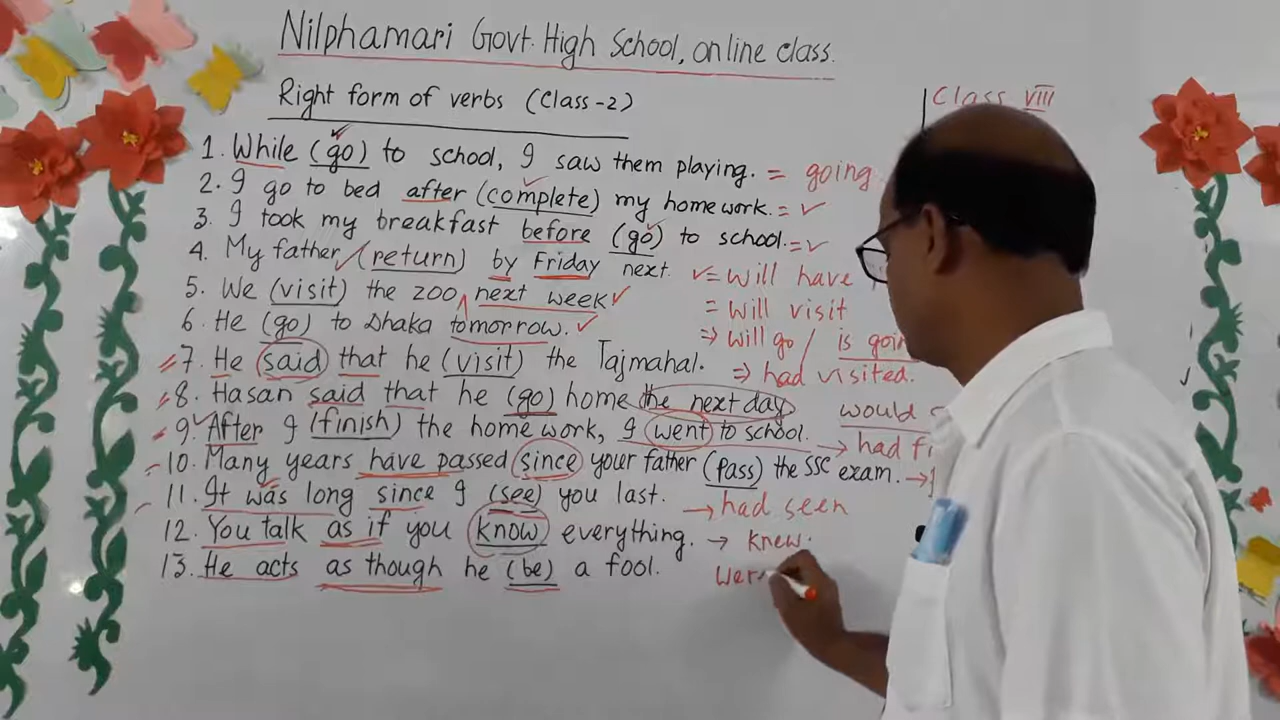 Nilphamari Govt. High School, online class.
Right form of verbs (Class-2)
Class VIII
1. While (go) to school, I saw them playing. = going
2. I go to bed after (complete) my homework. = ✓
3. I took my breakfast before (go) to school. = ✓
4. My father (return) by Friday next. ✓= will have
5. We (visit) the zoo next week ✓ = will visit
6. He (go) to Dhaka tomorrow. ✓ => will go / is goin
7. He said that he (visit) the Tajmahal. => had visited.
8. Hasan said that he (go) home the next day would
9. After I (finish) the home work, I went to school. → had fi
10. Many years have passed since your father (pass) the SSC exam. →
11. It was long since I (see) you last. → had seen
12. You talk as if you (know) everything. → knew.
13. He acts as though he (be) a fool. wer